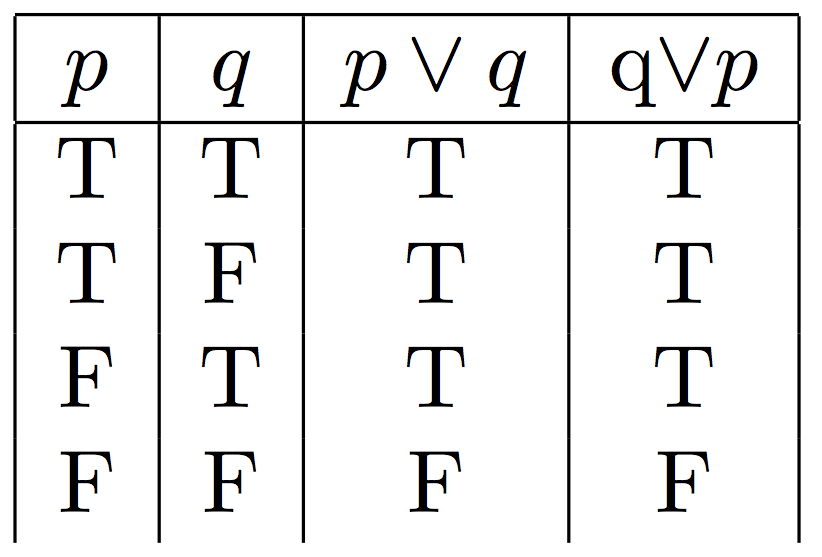 p q p ∨ q q∨p
T T T T
T F T T
F T T T
F F F F